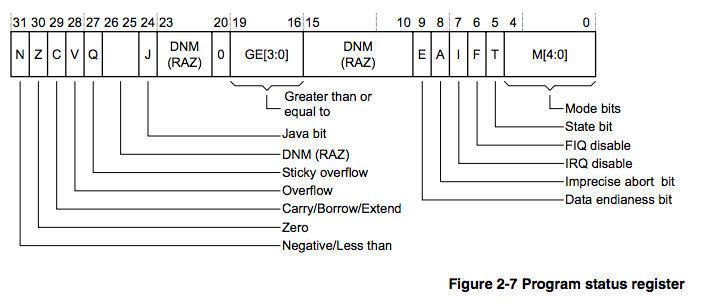 31 30 29 28 27 26 25 24 23 20 19 16 15 10 9 8 7 6 5 4 0
N Z C V Q J DNM (RAZ) 0 GE[3:0] DNM (RAZ) E A I F T M[4:0]
Greater than or
equal to
Java bit
DNM (RAZ)
Sticky overflow
Overflow
Carry/Borrow/Extend
Zero
Negative/Less than
Mode bits
State bit
FIQ disable
IRQ disable
Imprecise abort bit
Data endianess bit
Figure 2-7 Program status register